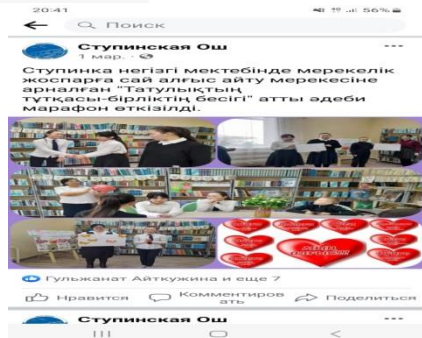 20:41
56%
Поиск
Ступинская Ош
1 мар.
Ступинка негізгі мектебінде мерекелік
жоспарға сай алғыс айту мерекесіне
арналған "Татулықтың
тұтқасы-бірліктің бесігі" атты әдеби
марафон өткізілді.
Гульжанат Айткужина и еще 7
Нравится
Комментиров
ать
Поделиться
Ступинская Ош